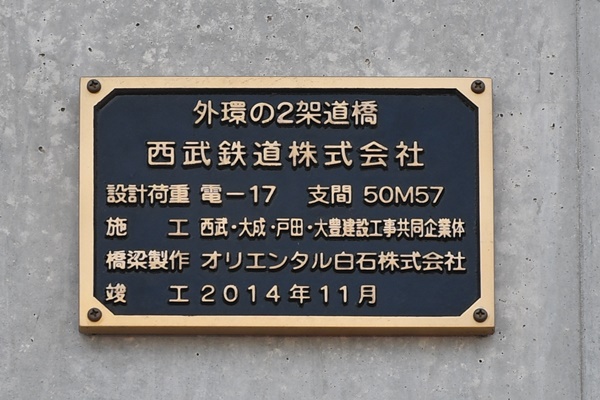 外環の2架道橋
西武鉄道株式会社
設計荷重 電－17 支間 50M57
施 工 西武・大成・戸田・大豊建設工事共同企業体
橋梁製作 オリエンタル白石株式会社
竣 工 2014年11月